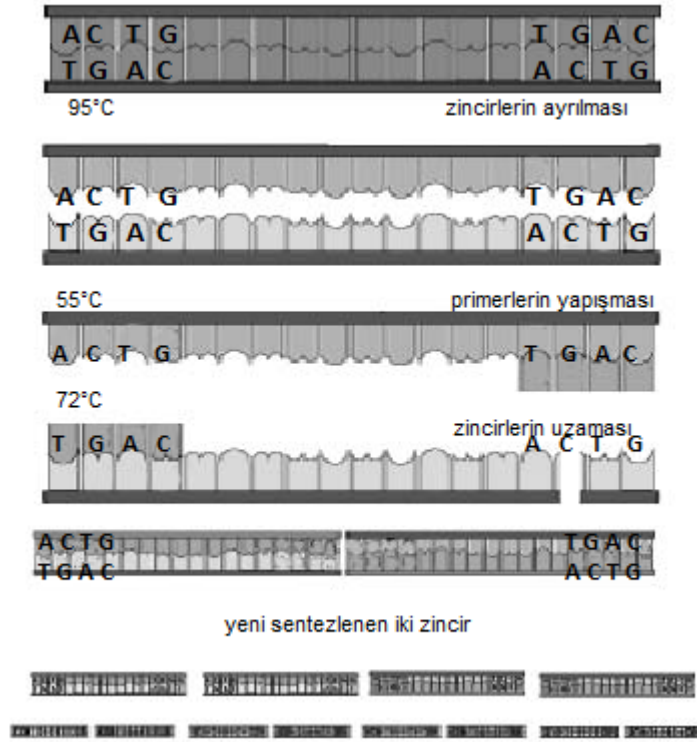 A C T G T G A C
T G A C A C T G
95°C zincirlerin ayrılması
A C T G T G A C
T G A C A C T G
55°C primerlerin yapışması
A C T G T G A C
72°C
zincirlerin uzaması
T G A C A C T G
ACTG TGAC
TGAC ACTG
yeni sentezlenen iki zincir